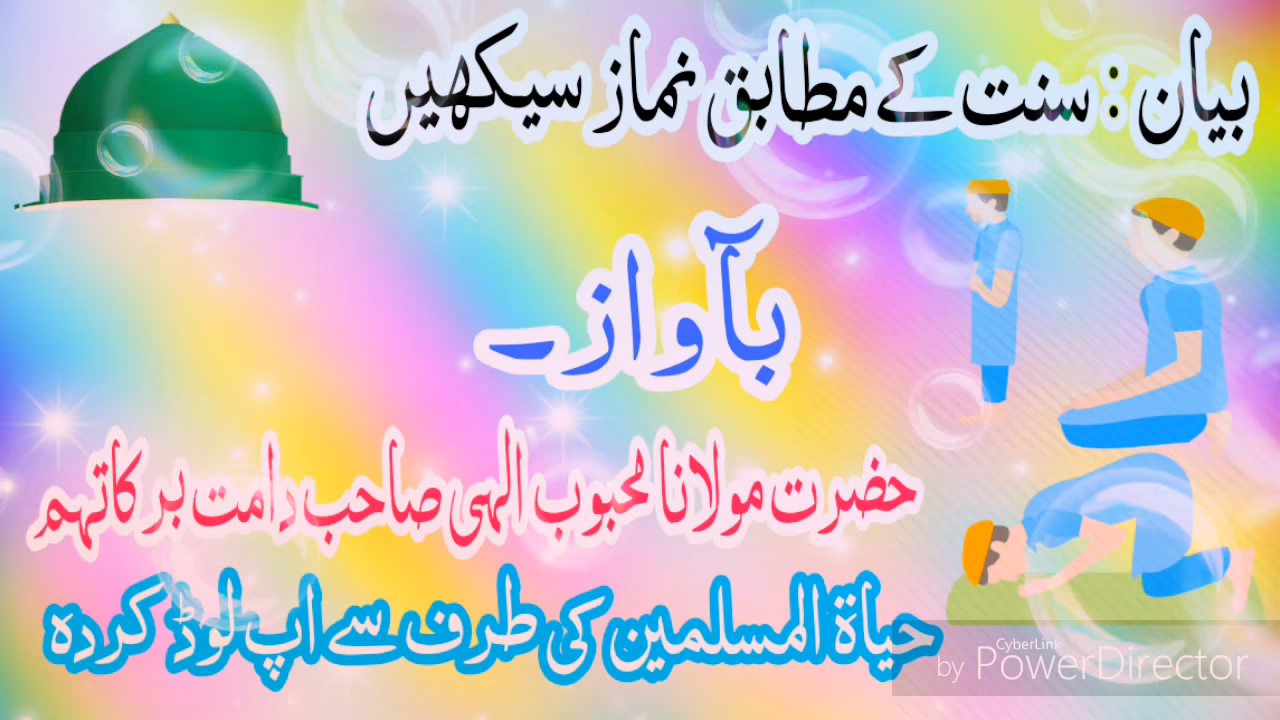 بیان : سنت کے مطابق نماز سیکھیں
بآواز۔
حضرت مولانا محبوب الٰہی صاحب دامت برکاتہم
حیاۃ المسلمین کی طرف سے اپ لوڈ کردہ
CyberLink
by PowerDirector